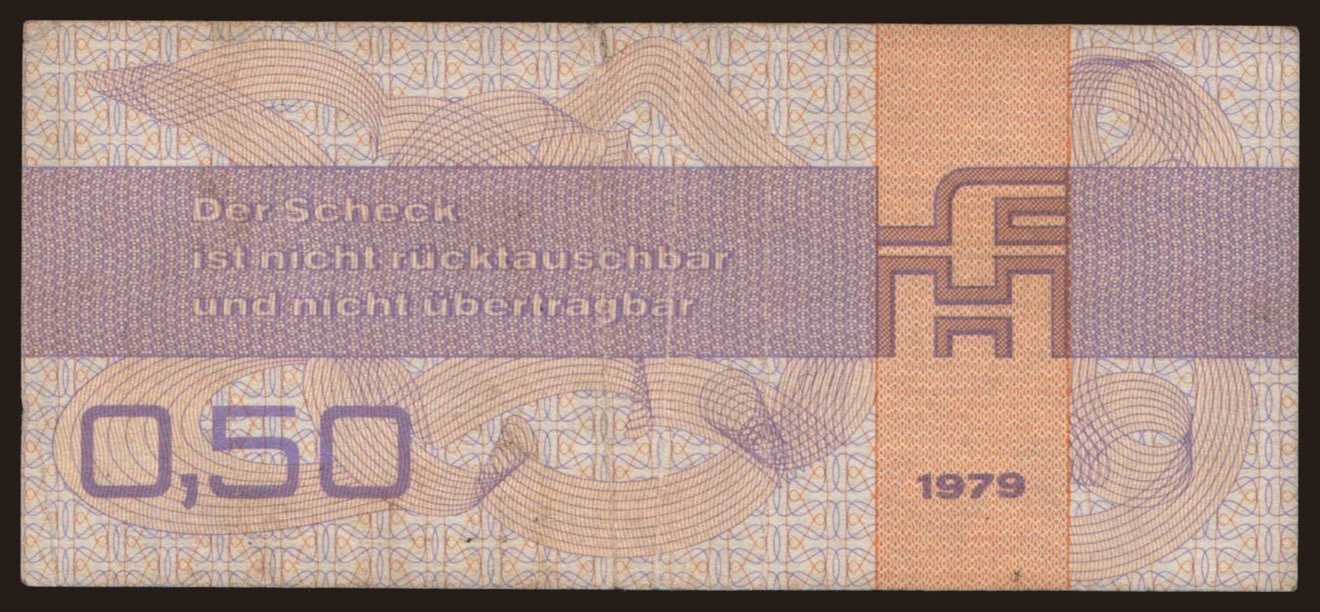 Der Scheck
ist nicht rücktauschbar
und nicht übertragbar
0,50
1979